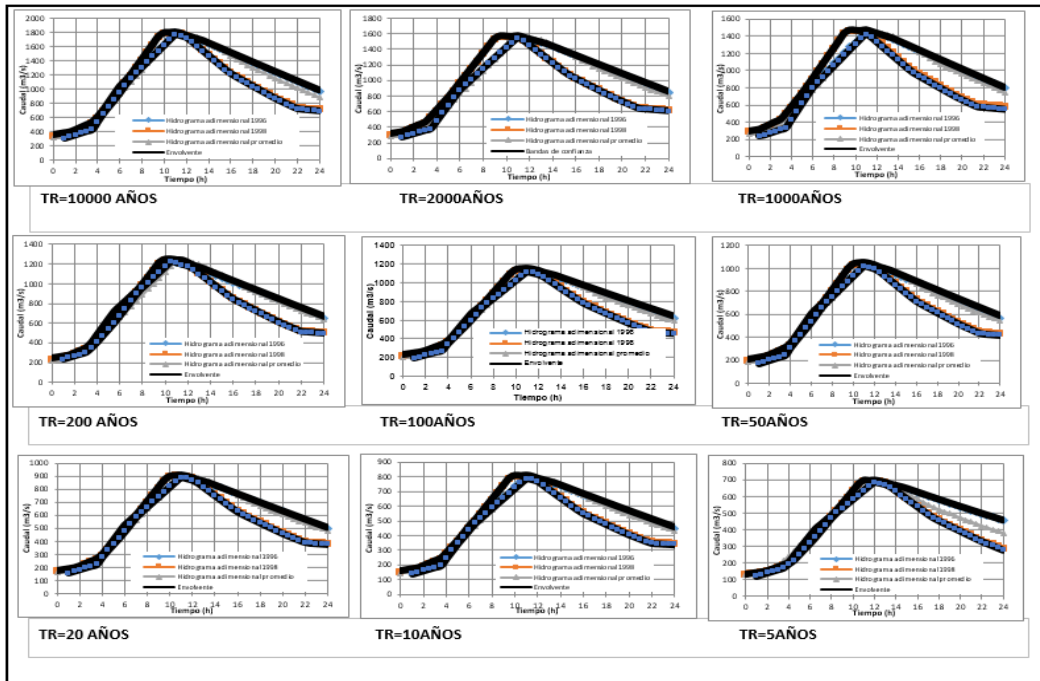 Caudal (m3/s)
2000
1800
1600
1400
1200
1000
800
600
400
200
0
0 2 4 6 8 10 12 14 16 18 20 22 24
Tiempo (h)
Hidrograma adimensional 1996
Hidrograma adimensional 1998
Hidrograma adimensional promedio
Envolvente
TR=10000 AÑOS
Caudal (m3/s)
1800
1600
1400
1200
1000
800
600
400
200
0
0 2 4 6 8 10 12 14 16 18 20 22 24
Tiempo (h)
Hidrograma adimensional 1996
Hidrograma adimensional 1998
Hidrograma adimensional promedio
Bandas de confianza
TR=2000AÑOS
Caudal (m3/s)
1600
1400
1200
1000
800
600
400
200
0
0 2 4 6 8 10 12 14 16 18 20 22 24
Tiempo (h)
Hidrograma adimensional 1996
Hidrograma adimensional 1998
Hidrograma adimensional promedio
Envolvente
TR=1000AÑOS
Caudal (m3/s)
1400
1200
1000
800
600
400
200
0
0 2 4 6 8 10 12 14 16 18 20 22 24
Tiempo (h)
Hidrograma adimensional 1996
Hidrograma adimensional 1998
Hidrograma adimensional promedio
Envolvente
TR=200 AÑOS
Caudal (m3/s)
1400
1200
1000
800
600
400
200
0
0 2 4 6 8 10 12 14 16 18 20 22 24
Tiempo (h)
Hidrograma adimensional 1996
Hidrograma adimensional 1998
Hidrograma adimensional promedio
Envolvente
TR=100AÑOS
Caudal (m3/s)
1200
1000
800
600
400
200
0
0 2 4 6 8 10 12 14 16 18 20 22 24
Tiempo (h)
Hidrograma adimensional 1996
Hidrograma adimensional 1998
Hidrograma adimensional promedio
Envolvente
TR=50AÑOS
Caudal (m3/s)
1000
900
800
700
600
500
400
300
200
100
0
0 2 4 6 8 10 12 14 16 18 20 22 24
Tiempo (h)
Hidrograma adimensional 1996
Hidrograma adimensional 1998
Hidrograma adimensional promedio
Envolvente
TR=20 AÑOS
Caudal (m3/s)
900
800
700
600
500
400
300
200
100
0
0 2 4 6 8 10 12 14 16 18 20 22 24
Tiempo (h)
Hidrograma adimensional 1996
Hidrograma adimensional 1998
Hidrograma adimensional promedio
Envolvente
TR=10AÑOS
Caudal (m3/s)
800
700
600
500
400
300
200
100
0
0 2 4 6 8 10 12 14 16 18 20 22 24
Tiempo (h)
Hidrograma adimensional 1996
Hidrograma adimensional 1998
Hidrograma adimensional promedio
Envolvente
TR=5AÑOS